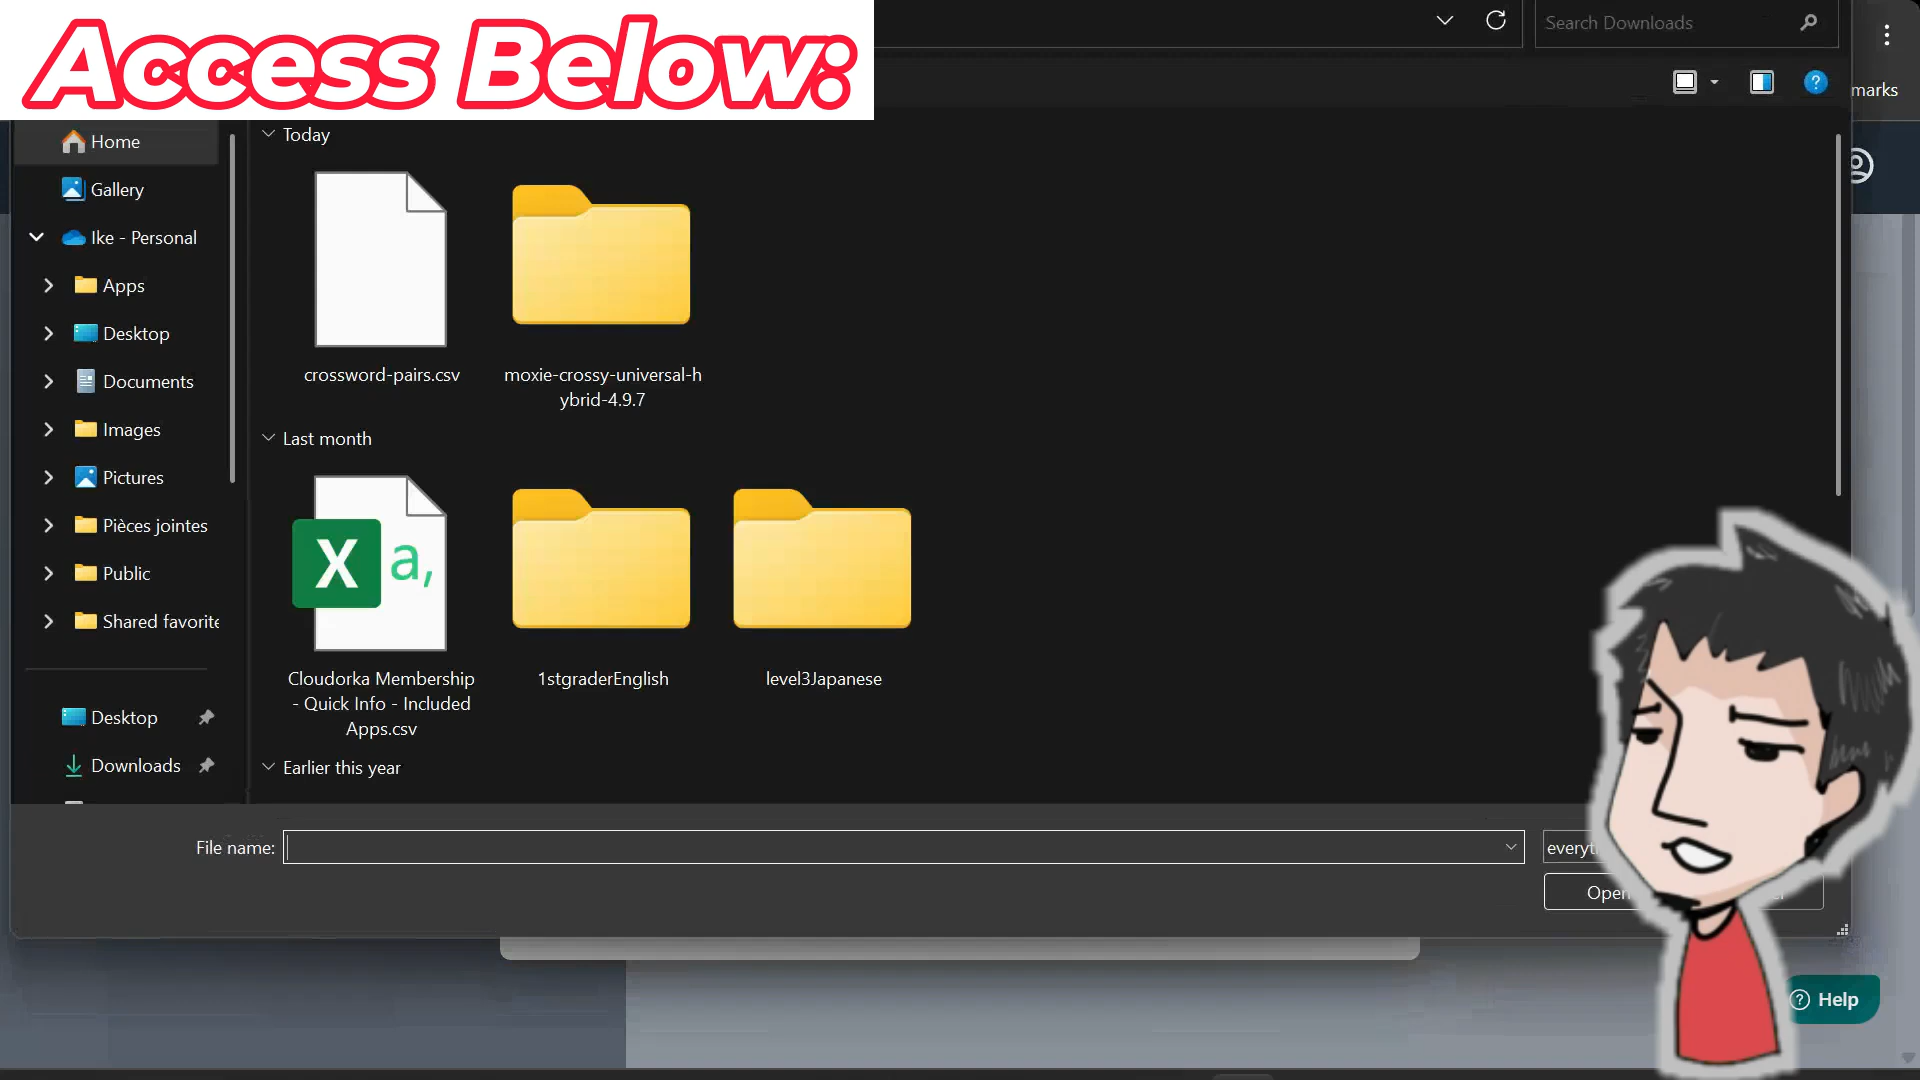 Access Below:
Search Downloads
marks
Home
Gallery
Ike - Personal
Apps
Desktop
Documents
Images
Pictures
Pièces jointes
Public
Shared favorite
Desktop
Downloads
Today
crossword-pairs.csv
moxie-crossy-universal-h
ybrid-4.9.7
Last month
X a,
Cloudorka Membership
- Quick Info - Included
Apps.csv
1stgraderEnglish
level3Japanese
Earlier this year
File name:
everyt
Open
? Help